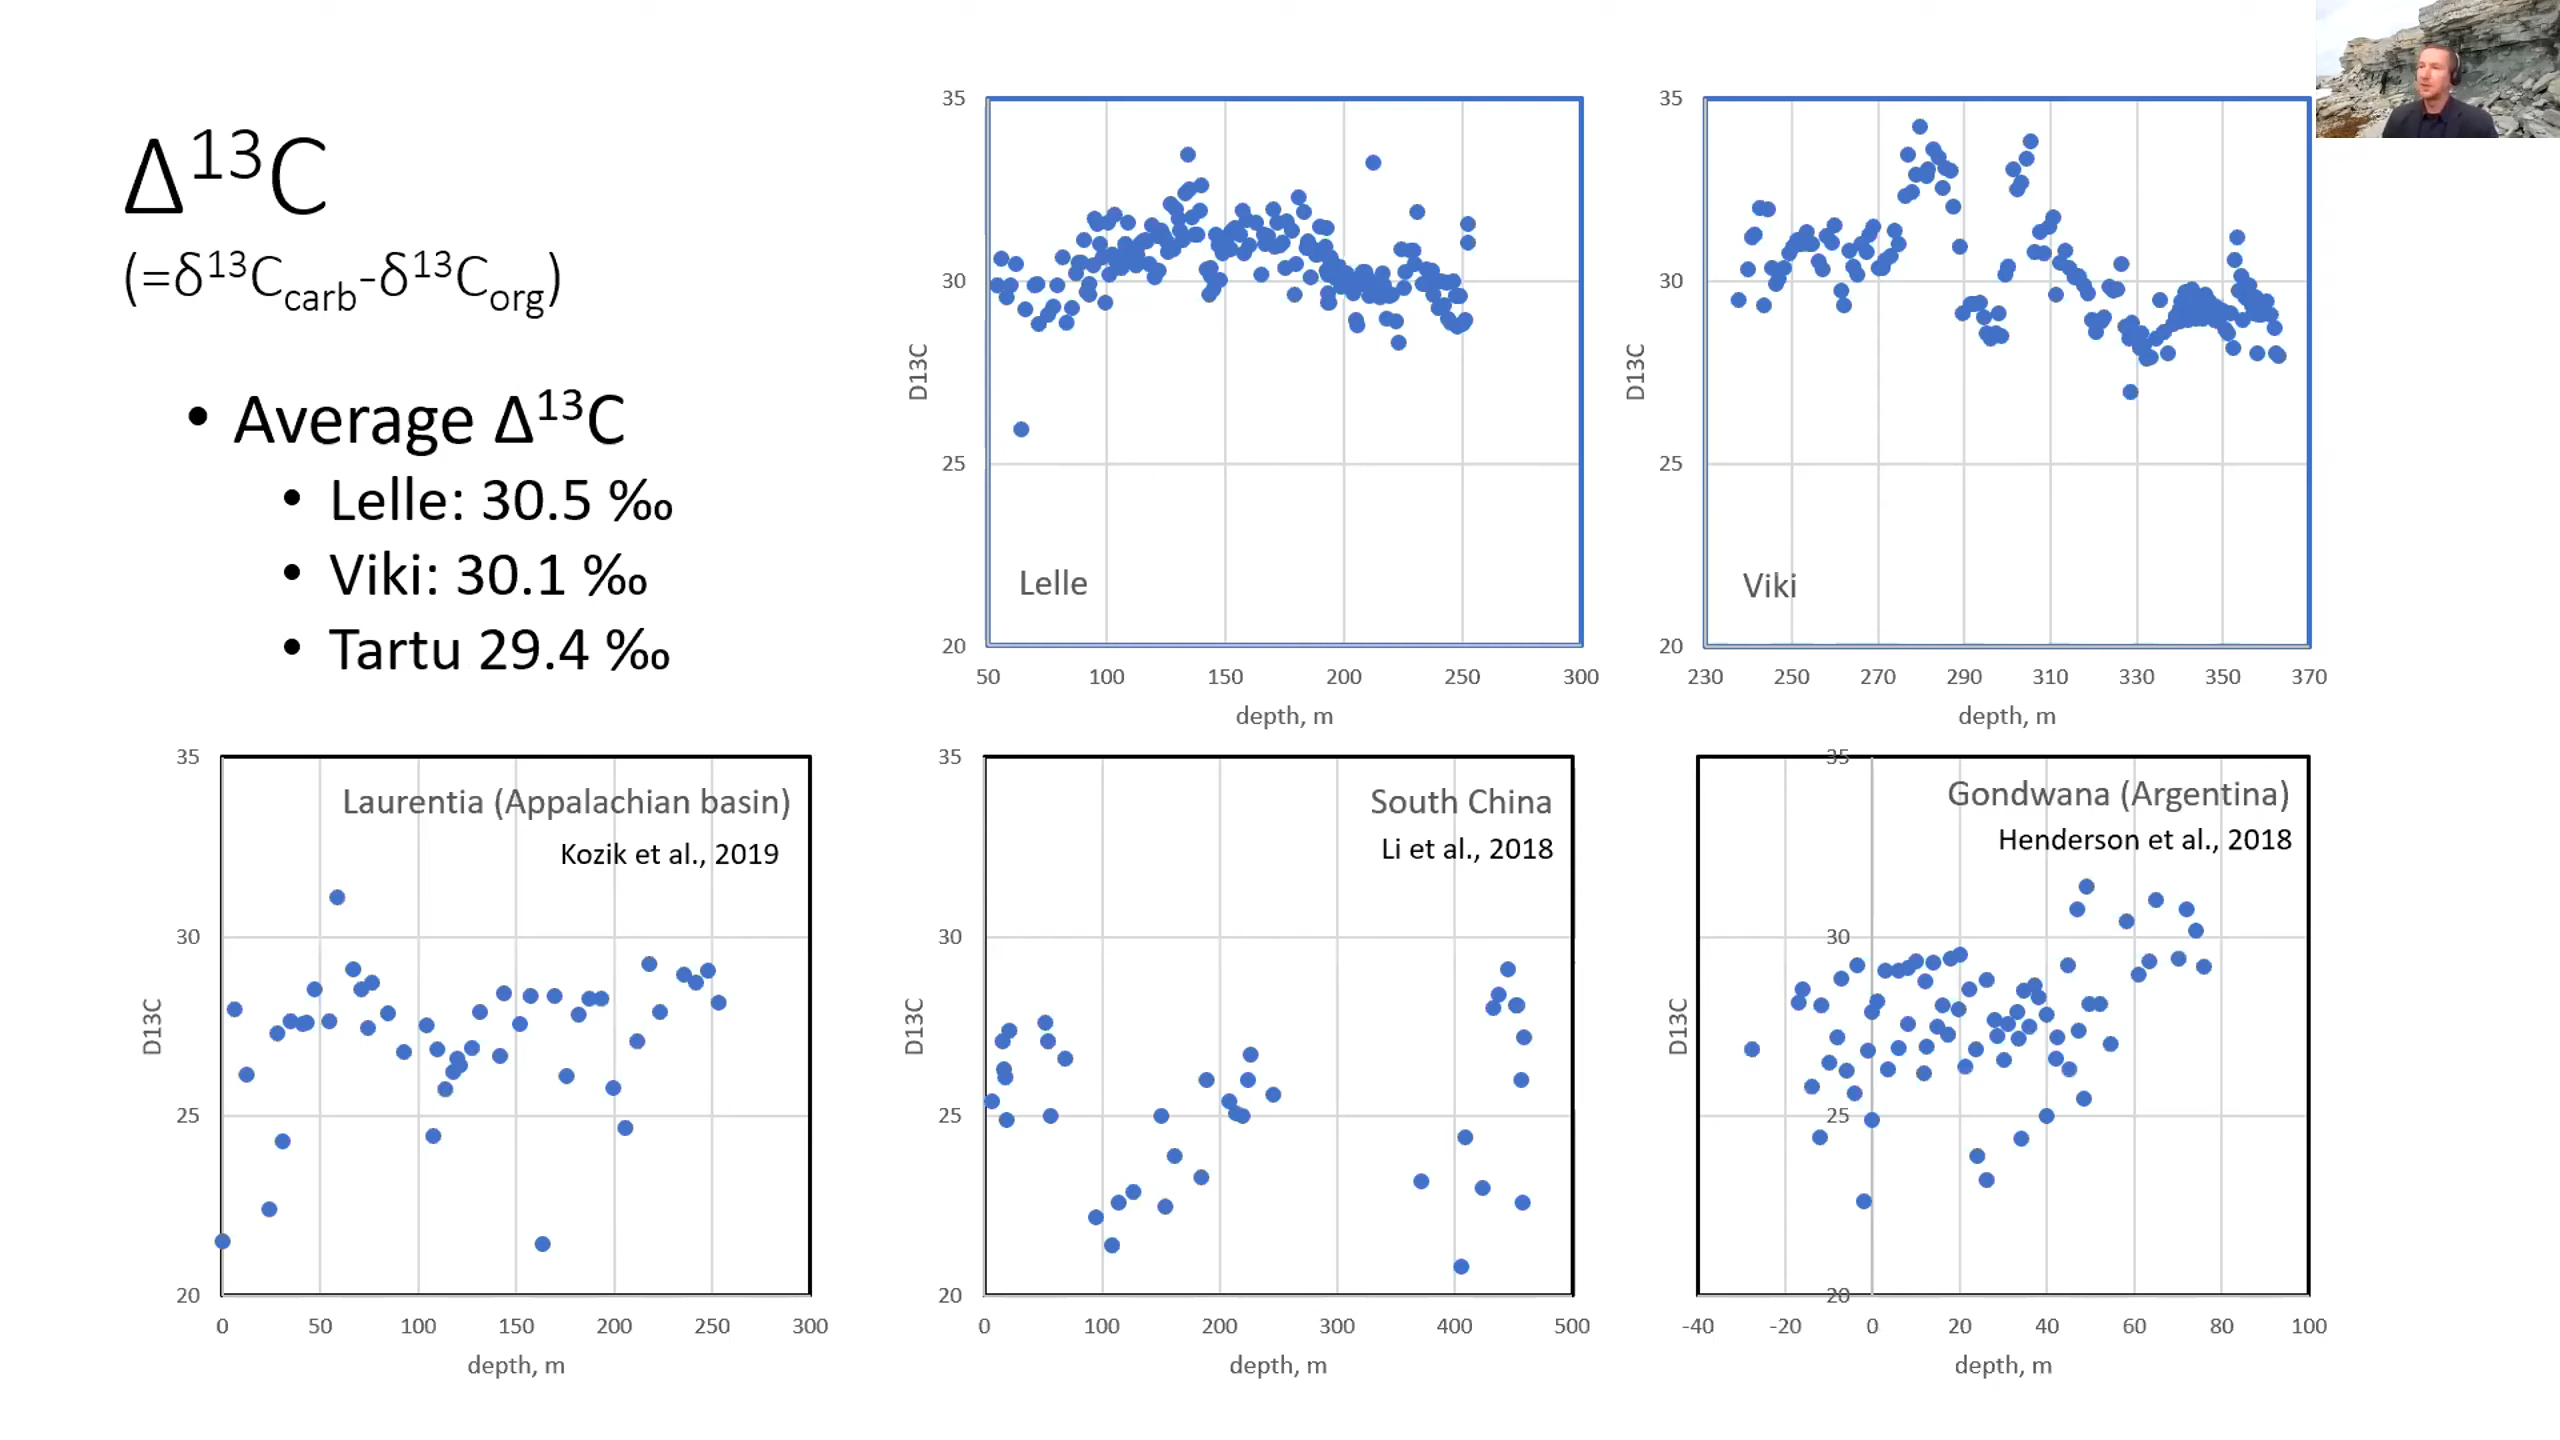 Δ¹³C
(=δ¹³Ccarb-δ¹³Corg)
• Average Δ¹³C
• Lelle: 30.5 ‰
• Viki: 30.1 ‰
• Tartu 29.4 ‰
35
30
25
20
D13C
Lelle
50 100 150 200 250 300
depth, m
35
30
25
20
D13C
Viki
230 250 270 290 310 330 350 370
depth, m
35
30
25
20
D13C
Laurentia (Appalachian basin)
Kozik et al., 2019
0 50 100 150 200 250 300
depth, m
35
30
25
20
D13C
South China
Li et al., 2018
0 100 200 300 400 500
depth, m
35
30
25
20
D13C
Gondwana (Argentina)
Henderson et al., 2018
-40 -20 0 20 40 60 80 100
depth, m